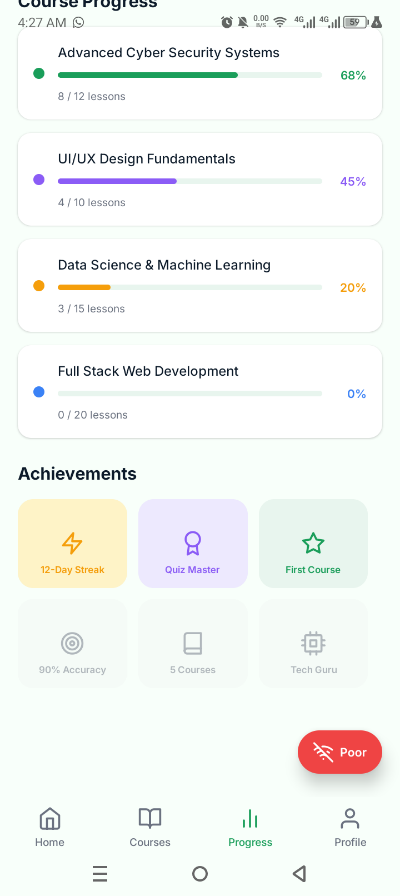 Course Progress
4:27 AM
0.00
B/S
4G
4G
59
Advanced Cyber Security Systems
68%
8 / 12 lessons
UI/UX Design Fundamentals
45%
4 / 10 lessons
Data Science & Machine Learning
20%
3 / 15 lessons
Full Stack Web Development
0%
0 / 20 lessons
Achievements
12-Day Streak
Quiz Master
First Course
90% Accuracy
5 Courses
Tech Guru
Poor
Home
Courses
Progress
Profile